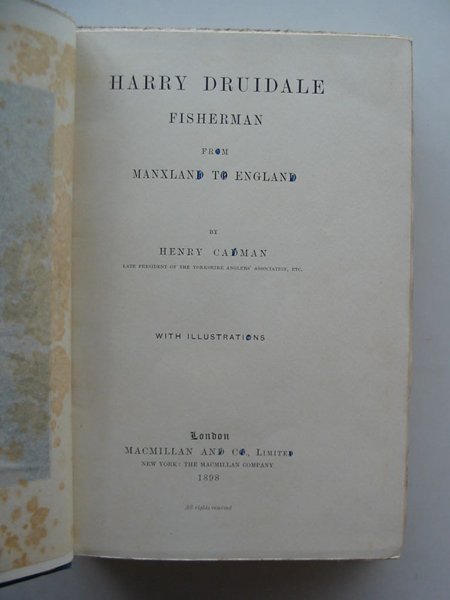 HARRY DRUIDALE
FISHERMAN
FROM
MANXLAND TO ENGLAND
BY
HENRY CADMAN
LATE PRESIDENT OF THE YORKSHIRE ANGLERS' ASSOCIATION, ETC.
WITH ILLUSTRATIONS
London
MACMILLAN AND CO., LIMITED
NEW YORK: THE MACMILLAN COMPANY
1898
All rights reserved